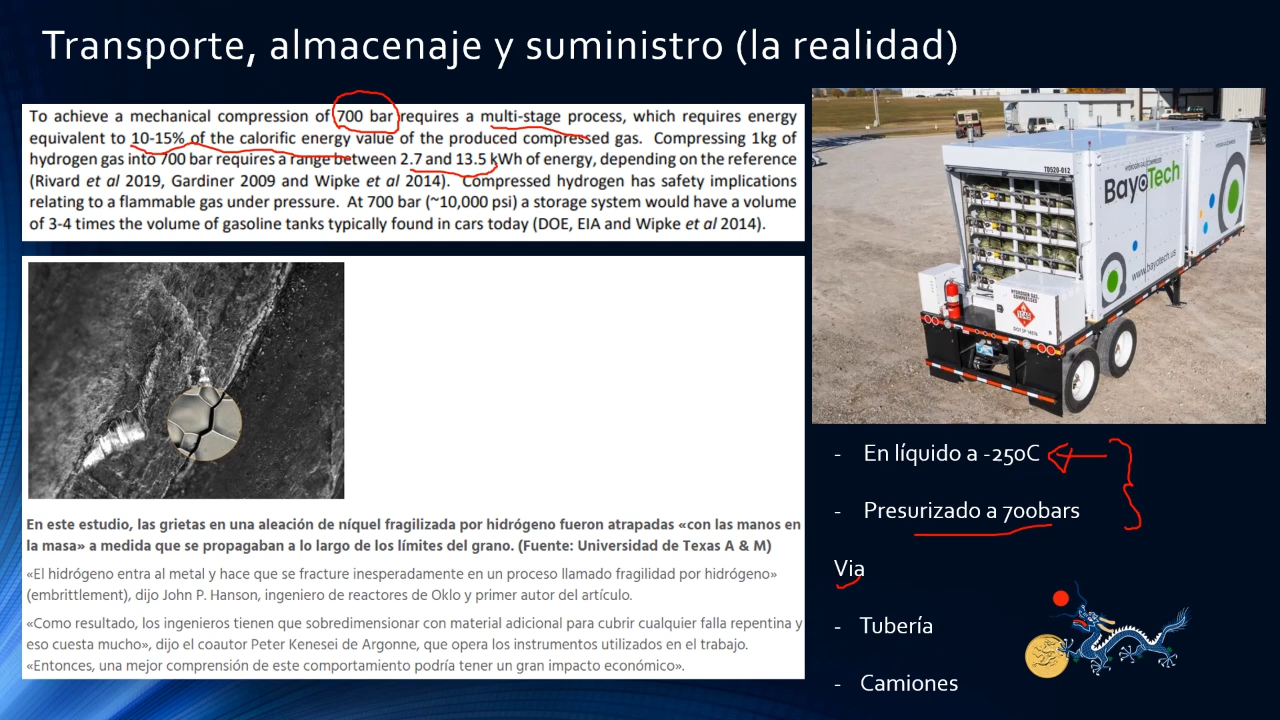 Transporte, almacenaje y suministro (la realidad)
To achieve a mechanical compression of 700 bar requires a multi-stage process, which requires energy
equivalent to 10-15% of the calorific energy value of the produced compressed gas. Compressing 1kg of
hydrogen gas into 700 bar requires a range between 2.7 and 13.5 kWh of energy, depending on the reference
(Rivard et al 2019, Gardiner 2009 and Wipke et al 2014). Compressed hydrogen has safety implications
relating to a flammable gas under pressure. At 700 bar (~10,000 psi) a storage system would have a volume
of 3-4 times the volume of gasoline tanks typically found in cars today (DOE, EIA and Wipke et al 2014).
En este estudio, las grietas en una aleación de níquel fragilizada por hidrógeno fueron atrapadas «con las manos en
la masa» a medida que se propagaban a lo largo de los límites del grano. (Fuente: Universidad de Texas A & M)
«El hidrógeno entra al metal y hace que se fracture inesperadamente en un proceso llamado fragilidad por hidrógeno»
(embrittlement), dijo John P. Hanson, ingeniero de reactores de Oklo y primer autor del artículo.
«Como resultado, los ingenieros tienen que sobredimensionar con material adicional para cubrir cualquier falla repentina y
eso cuesta mucho», dijo el coautor Peter Kenesei de Argonne, que opera los instrumentos utilizados en el trabajo.
«Entonces, una mejor comprensión de este comportamiento podría tener un gran impacto económico».
TD520-012
HYDROGEN GAS, COMPRESSED
BayoTech
www.bayotech.us
HYDROGEN GAS,
COMPRESSED
- En líquido a -250C
- Presurizado a 700bars
Via
- Tubería
- Camiones